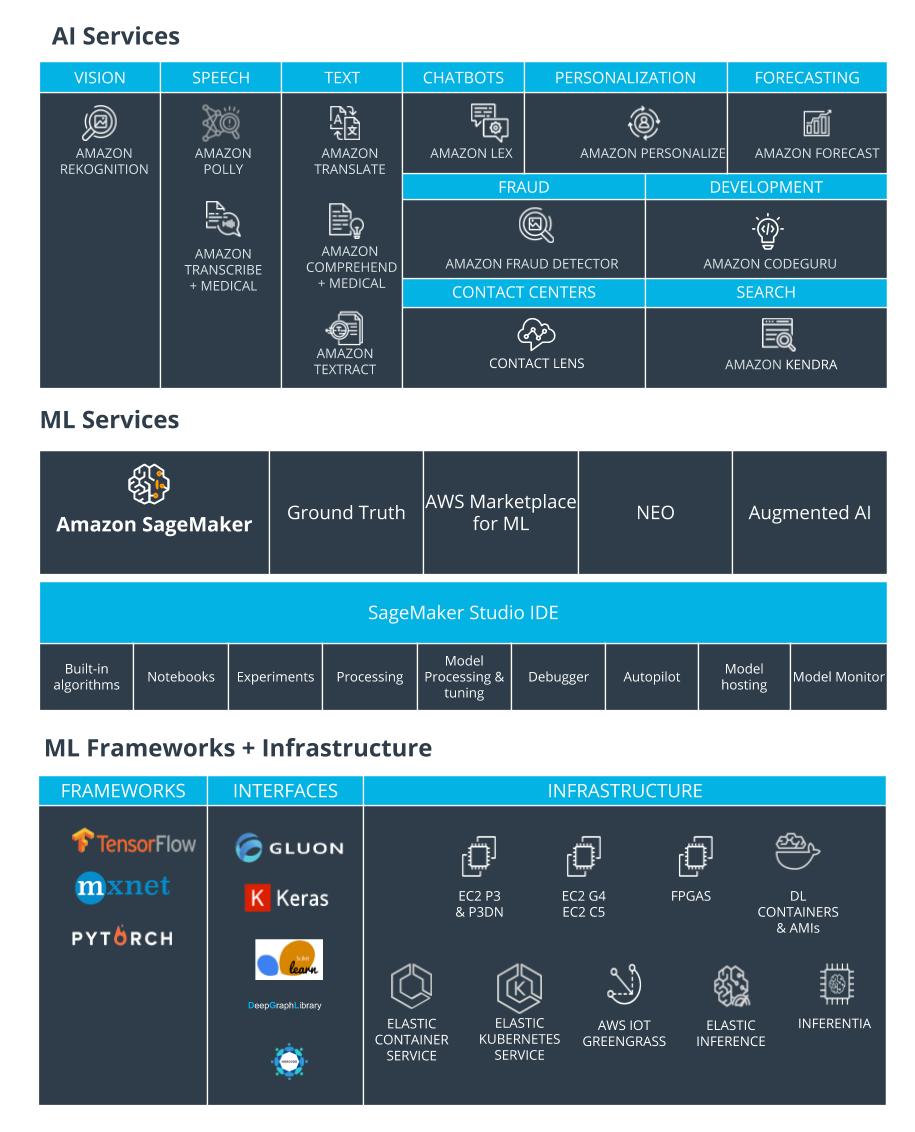 AI Services
VISION
SPEECH
TEXT
CHATBOTS
PERSONALIZATION
FORECASTING
AMAZON
REKOGNITION
AMAZON
POLLY
AMAZON
TRANSCRIBE
+ MEDICAL
AMAZON
TRANSLATE
AMAZON
COMPREHEND
+ MEDICAL
AMAZON
TEXTRACT
AMAZON LEX
AMAZON PERSONALIZE
AMAZON FORECAST
FRAUD
DEVELOPMENT
AMAZON FRAUD DETECTOR
AMAZON CODEGURU
CONTACT CENTERS
SEARCH
CONTACT LENS
AMAZON KENDRA
ML Services
Amazon SageMaker
Ground Truth
AWS Marketplace
for ML
NEO
Augmented AI
SageMaker Studio IDE
Built-in
algorithms
Notebooks
Experiments
Processing
Model
Processing &
tuning
Debugger
Autopilot
Model
hosting
Model Monitor
ML Frameworks + Infrastructure
FRAMEWORKS
INTERFACES
INFRASTRUCTURE
TensorFlow
mxnet
PYTORCH
GLUON
K Keras
learn
DeepGraphLibrary
EC2 P3
& P3DN
EC2 G4
EC2 C5
FPGAS
DL
CONTAINERS
& AMIs
ELASTIC
CONTAINER
SERVICE
K
ELASTIC
KUBERNETES
SERVICE
AWS IOT
GREENGRASS
ELASTIC
INFERENCE
INFERENTIA